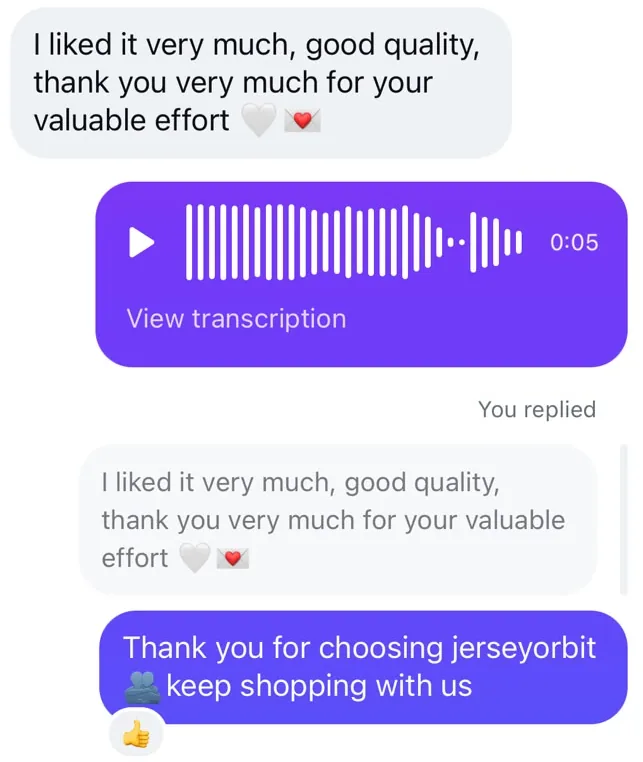 I liked it very much, good quality,
thank you very much for your
valuable effort 🤍 💌
0:05
View transcription
You replied
I liked it very much, good quality,
thank you very much for your valuable
effort 🤍 💌
Thank you for choosing jerseyorbit
🫂 keep shopping with us
👍